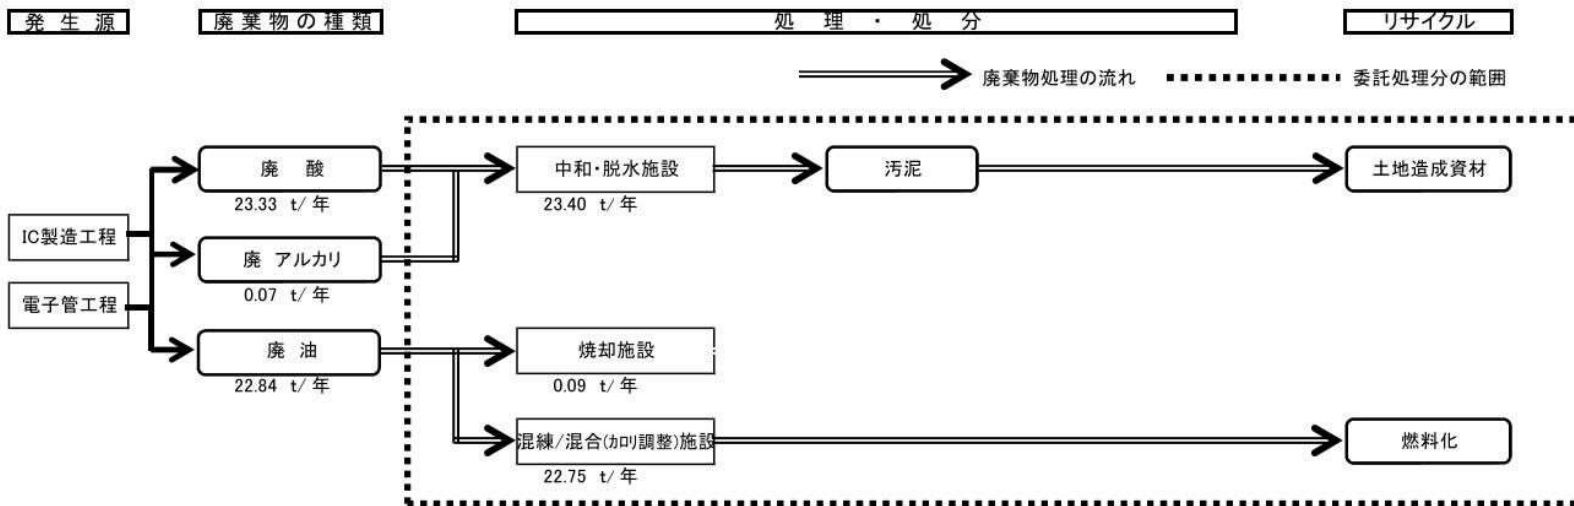 発 生 源
廃 棄 物 の 種 類
処 理 ・ 処 分
リサイクル
廃棄物処理の流れ
委託処理分の範囲
廃 酸
23.33 t/ 年
中和・脱水施設
23.40 t/ 年
汚泥
土地造成資材
IC製造工程
廃 アルカリ
0.07 t/ 年
電子管工程
廃 油
22.84 t/ 年
焼却施設
0.09 t/ 年
混練/混合(カロリ調整)施設
22.75 t/ 年
燃料化